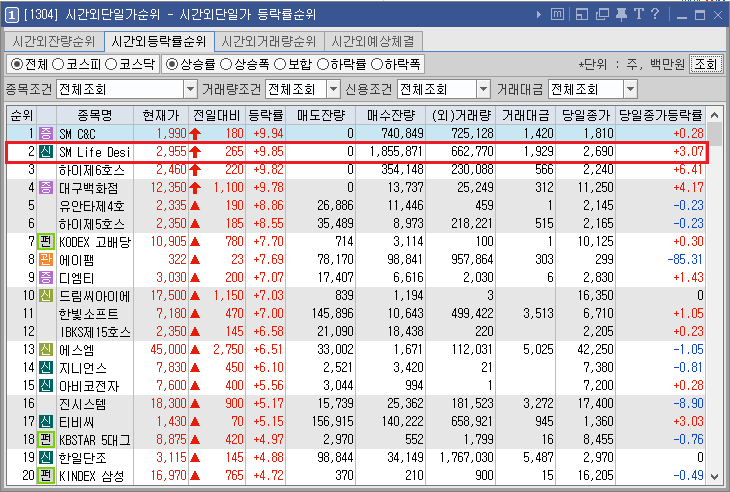 1 [1304] 시간외단일가순위 - 시간외단일가 등락률순위
시간외잔량순위 시간외등락률순위 시간외거래량순위 시간외예상체결
전체 코스피 코스닥 상승률 상승폭 보합 하락률 하락폭 *단위 : 주, 백만원 조회
종목조건 전체조회 거래량조건 전체조회 신용조건 전체조회 거래대금 전체조회
순위 종목명 현재가 전일대비 등락률 매도잔량 매수잔량 (외)거래량 거래대금 당일종가 당일종가등락률
1 증 SM C&C 1,990 180 +9.94 0 740,849 725,128 1,420 1,810 +0.28
2 신 SM Life Desi 2,955 265 +9.85 0 1,855,871 662,770 1,929 2,690 +3.07
3 하이제6호스 2,460 220 +9.82 0 354,148 230,088 566 2,240 +6.41
4 증 대구백화점 12,350 1,100 +9.78 0 13,737 25,249 312 11,250 +4.17
5 유안타제4호 2,335 ▲ 190 +8.86 26,886 11,446 459 1 2,145 -0.23
6 하이제5호스 2,350 ▲ 185 +8.55 35,489 8,973 218,221 515 2,165 -0.23
7 펀 KODEX 고배당 10,905 ▲ 780 +7.70 714 3,114 100 1 10,125 +0.30
8 관 에이팸 322 ▲ 23 +7.69 78,170 98,841 957,864 303 299 -85.31
9 증 디엠티 3,030 ▲ 200 +7.07 17,407 6,616 2,030 6 2,830 +1.43
10 신 드림씨아이에 17,500 ▲ 1,150 +7.03 839 1,194 3 16,350 0
11 한빛소프트 7,180 ▲ 470 +7.00 145,896 10,643 499,422 3,513 6,710 +1.05
12 IBKS제15호스 2,350 ▲ 145 +6.58 21,090 18,438 220 2,205 +0.23
13 신 에스엠 45,000 ▲ 2,750 +6.51 33,002 1,671 112,031 5,025 42,250 -1.05
14 신 지니언스 7,830 ▲ 450 +6.10 2,521 3,420 21 7,380 -0.81
15 신 아비코전자 7,600 ▲ 400 +5.56 3,044 994 1 7,200 +0.28
16 진시스템 18,300 ▲ 900 +5.17 15,739 25,362 181,523 3,272 17,400 -8.90
17 신 티비씨 1,430 ▲ 70 +5.15 156,915 140,222 658,921 945 1,360 +3.03
18 펀 KBSTAR 5대그 8,875 ▲ 420 +4.97 2,970 552 1,799 16 8,455 -0.76
19 신 한일단조 3,115 ▲ 145 +4.88 98,844 34,149 1,767,030 5,487 2,970 0
20 펀 KINDEX 삼성 16,970 ▲ 765 +4.72 370 210 900 15 16,205 -0.49